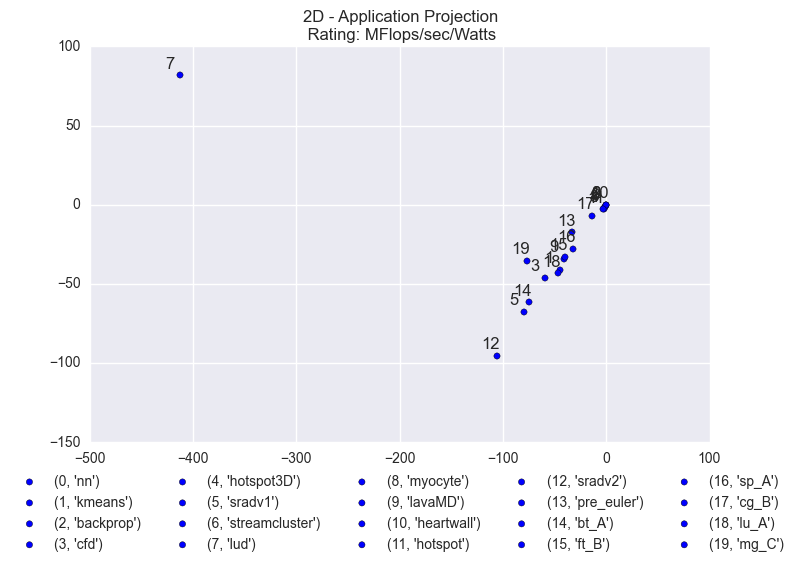 2D - Application Projection
Rating: MFlops/sec/Watts
100
7
50
0
17
13
16
15
19
18
3
−50
14
5
12
−100
−150
−500 −400 −300 −200 −100 0 100
(0, 'nn') (4, 'hotspot3D') (8, 'myocyte') (12, 'sradv2') (16, 'sp_A')
(1, 'kmeans') (5, 'sradv1') (9, 'lavaMD') (13, 'pre_euler') (17, 'cg_B')
(2, 'backprop') (6, 'streamcluster') (10, 'heartwall') (14, 'bt_A') (18, 'lu_A')
(3, 'cfd') (7, 'lud') (11, 'hotspot') (15, 'ft_B') (19, 'mg_C')